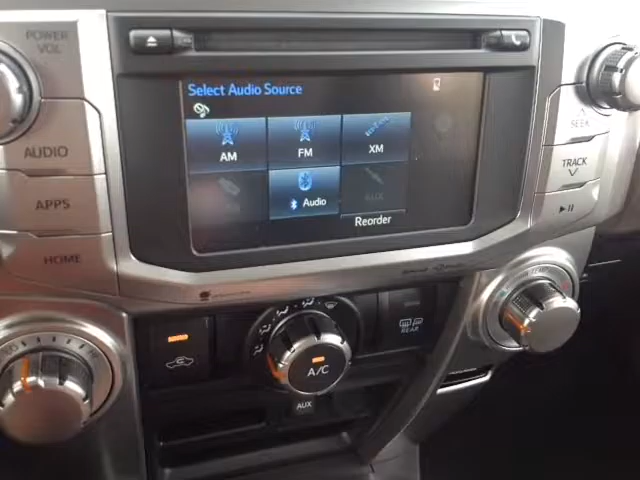 POWER
VOL
AUDIO
APPS
HOME
Select Audio Source
AM
FM
XM
Audio
AUX
Reorder
SEEK
TRACK
REAR
A/C
AUX